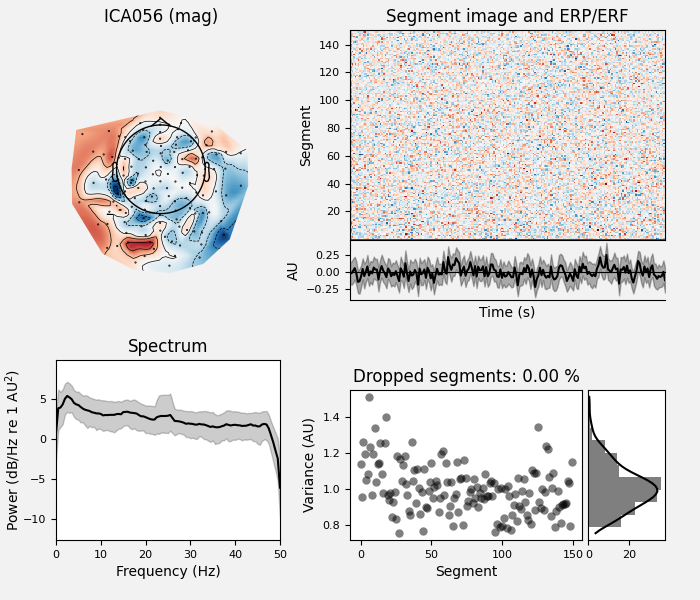 ICA056 (mag)
Segment image and ERP/ERF
Segment
140
120
100
80
60
40
20
AU
0.25
0.00
−0.25
Time (s)
Spectrum
Power (dB/Hz re 1 AU²)
5
0
−5
−10
0 10 20 30 40 50
Frequency (Hz)
Dropped segments: 0.00 %
Variance (AU)
1.4
1.2
1.0
0.8
0 50 100 150
Segment
0 20